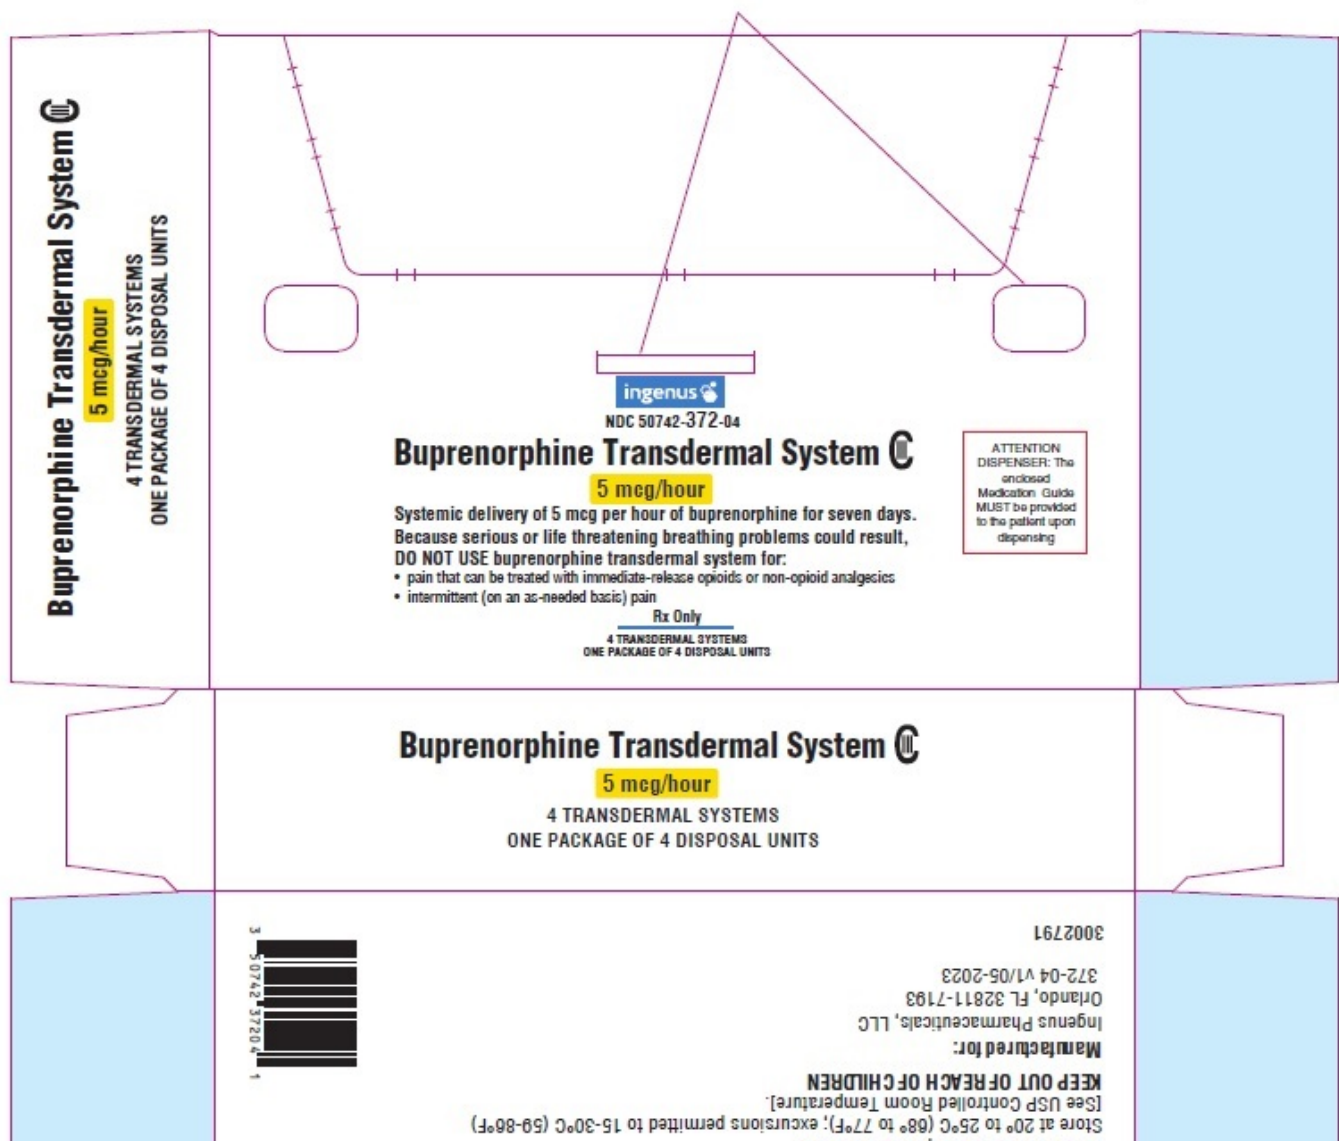 Buprenorphine Transdermal System CIII
5 mcg/hour
4 TRANSDERMAL SYSTEMS
ONE PACKAGE OF 4 DISPOSAL UNITS
ingenus
NDC 50742-372-04
Buprenorphine Transdermal System CIII
5 mcg/hour
Systemic delivery of 5 mcg per hour of buprenorphine for seven days.
Because serious or life threatening breathing problems could result,
DO NOT USE buprenorphine transdermal system for:
• pain that can be treated with immediate-release opioids or non-opioid analgesics
• intermittent (on an as-needed basis) pain
Rx Only
4 TRANSDERMAL SYSTEMS
ONE PACKAGE OF 4 DISPOSAL UNITS
ATTENTION
DISPENSER: The
enclosed
Medication Guide
MUST be provided
to the patient upon
dispensing
Buprenorphine Transdermal System CIII
5 mcg/hour
4 TRANSDERMAL SYSTEMS
ONE PACKAGE OF 4 DISPOSAL UNITS
Store at 20º to 25ºC (68º to 77ºF); excursions permitted to 15-30ºC (59-86ºF)
[See USP Controlled Room Temperature].
KEEP OUT OF REACH OF CHILDREN
Manufactured for:
Ingenus Pharmaceuticals, LLC
Orlando, FL 32811-7193
372-04 v1/05-2023
3002791
3 50742 37204 1